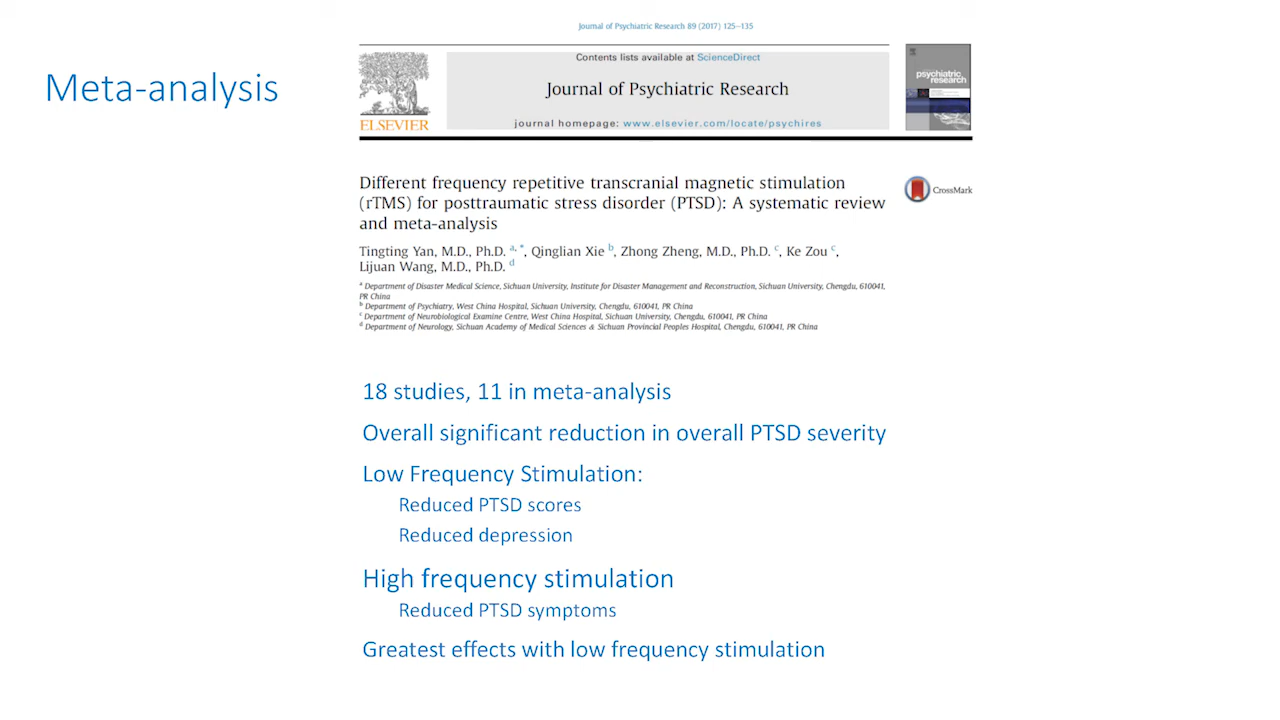 Journal of Psychiatric Research 89 (2017) 125–135
Meta-analysis
Contents lists available at ScienceDirect
Journal of Psychiatric Research
journal homepage: www.elsevier.com/locate/psychires
ELSEVIER
psychiatric
research
Different frequency repetitive transcranial magnetic stimulation
(rTMS) for posttraumatic stress disorder (PTSD): A systematic review
and meta-analysis
CrossMark
Tingting Yan, M.D., Ph.D. a, *, Qinglian Xie b, Zhong Zheng, M.D., Ph.D. c, Ke Zou c,
Lijuan Wang, M.D., Ph.D. d
a Department of Disaster Medical Science, Sichuan University, Institute for Disaster Management and Reconstruction, Sichuan University, Chengdu, 610041,
PR China
b Department of Psychiatry, West China Hospital, Sichuan University, Chengdu, 610041, PR China
c Department of Neurobiological Examine Centre, West China Hospital, Sichuan University, Chengdu, 610041, PR China
d Department of Neurology, Sichuan Academy of Medical Sciences & Sichuan Provincial Peoples Hospital, Chengdu, 610041, PR China
18 studies, 11 in meta-analysis
Overall significant reduction in overall PTSD severity
Low Frequency Stimulation:
Reduced PTSD scores
Reduced depression
High frequency stimulation
Reduced PTSD symptoms
Greatest effects with low frequency stimulation